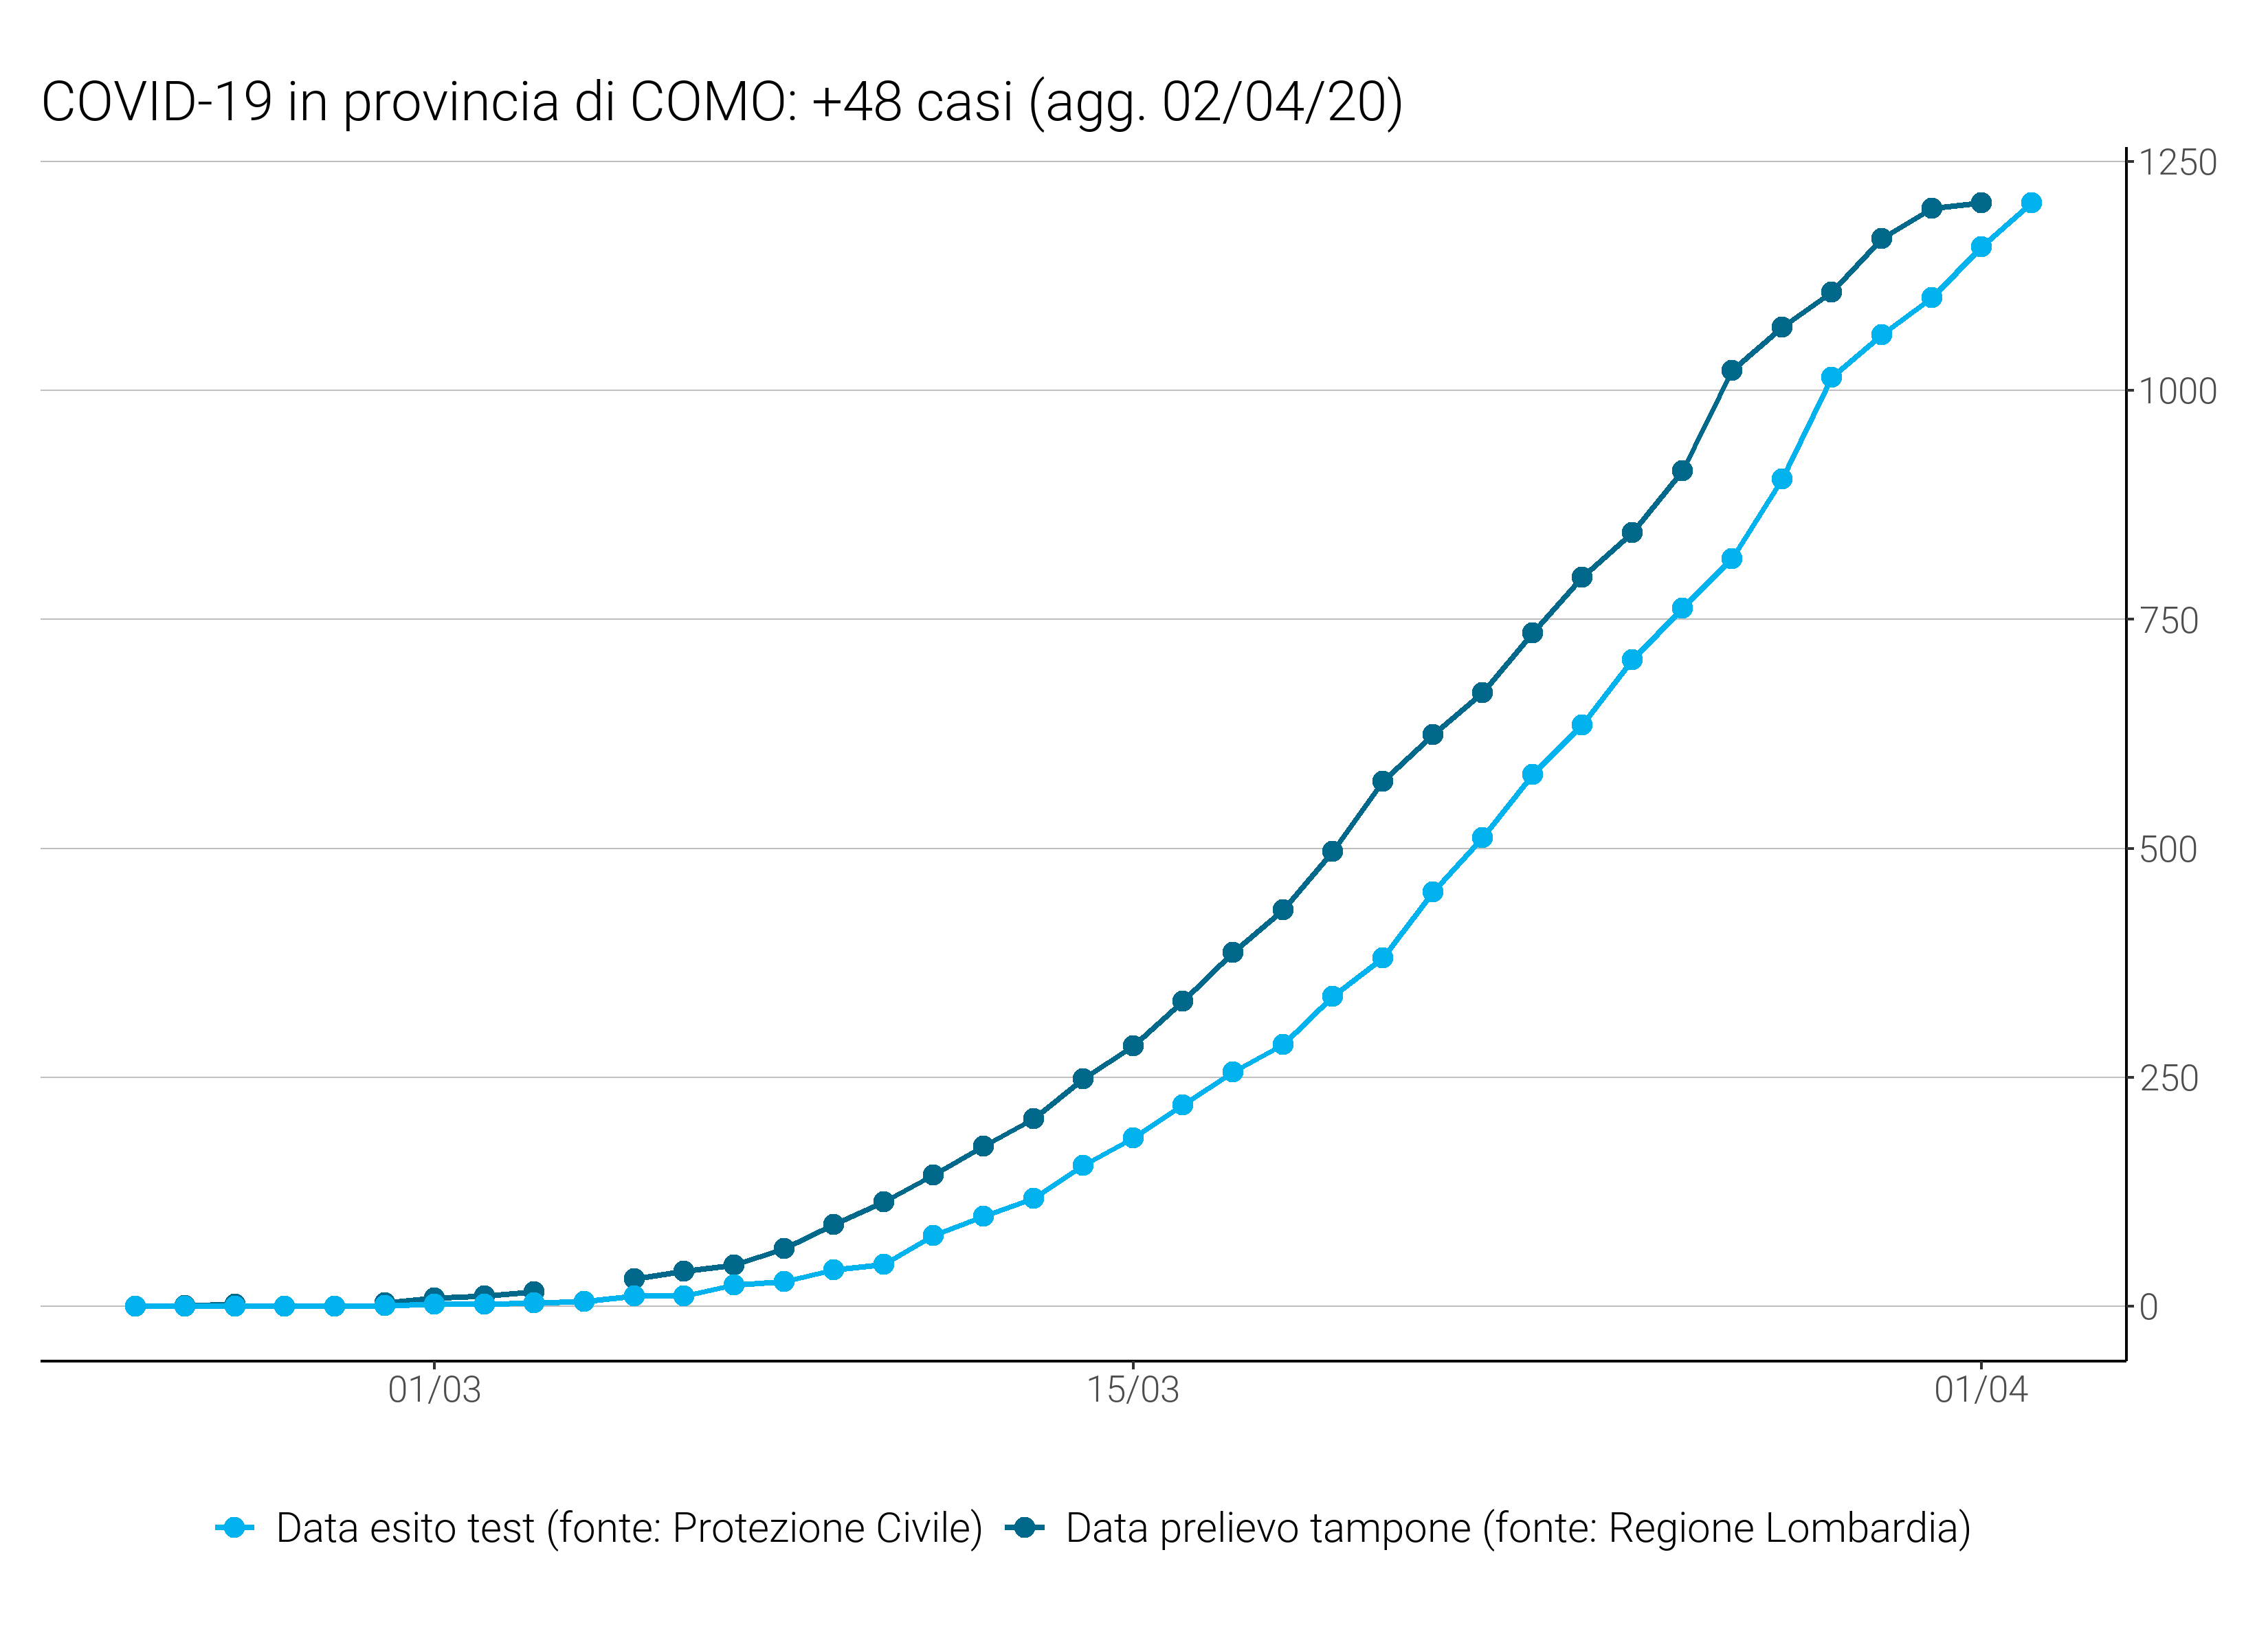 COVID-19 in provincia di COMO: +48 casi (agg. 02/04/20)
1250
1000
750
500
250
0
01/03 15/03 01/04
Data esito test (fonte: Protezione Civile) Data prelievo tampone (fonte: Regione Lombardia)